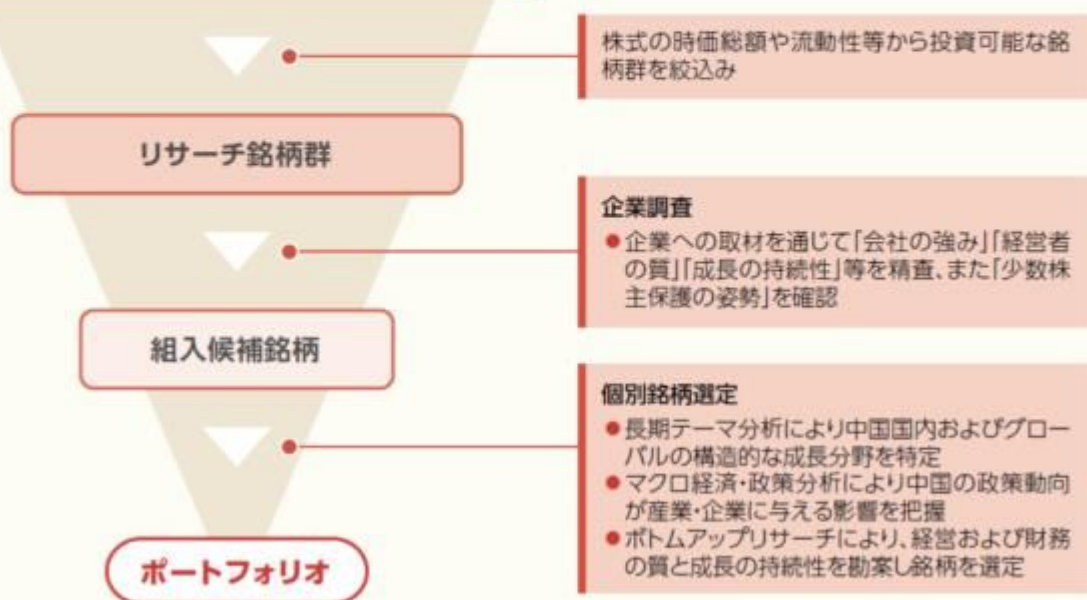 株式の時価総額や流動性等から投資可能な銘
柄群を絞込み
リサーチ銘柄群
企業調査
●企業への取材を通じて「会社の強み」「経営者
の質」「成長の持続性」等を精査、また「少数株
主保護の姿勢」を確認
組入候補銘柄
個別銘柄選定
●長期テーマ分析により中国国内およびグロー
バルの構造的な成長分野を特定
●マクロ経済・政策分析により中国の政策動向
が産業・企業に与える影響を把握
●ボトムアップリサーチにより、経営および財務
の質と成長の持続性を勘案し銘柄を選定
ポートフォリオ